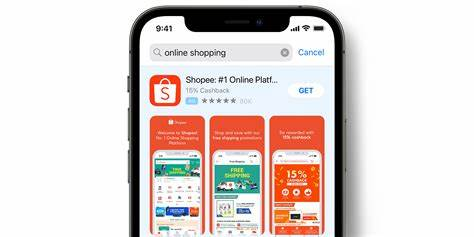 9:41
online shopping
Cancel
Shopee: #1 Online Platf...
15% Cashback
Ad
80K
GET
Shopee
Welcome to Shopee!
No. 1 Online Shopping
Platform
Shop and save with our
free shipping promotions
Be rewarded with
15% cashback
FREE
SHIPPING
Free Shipping
FREE
SHIPPING
15%
CASHBACK